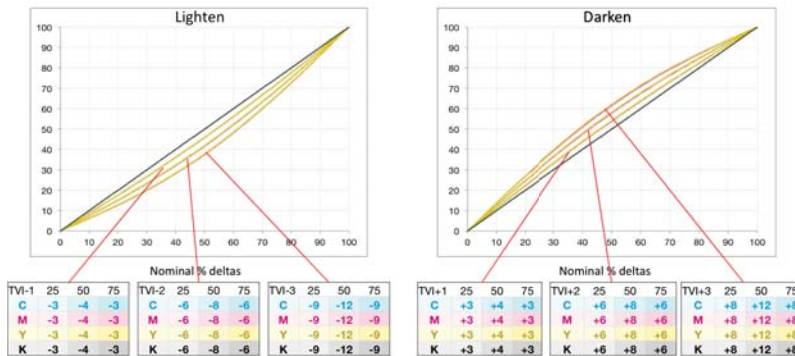 Lighten
100
90
80
70
60
50
40
30
20
10
0
0 10 20 30 40 50 60 70 80 90 100
Nominal % deltas
TVI-1 25 50 75
C -3 -4 -3
M -3 -4 -3
Y -3 -4 -3
K -3 -4 -3
TVI-2 25 50 75
C -6 -8 -6
M -6 -8 -6
Y -6 -8 -6
K -6 -8 -6
TVI-3 25 50 75
C -9 -12 -9
M -9 -12 -9
Y -9 -12 -9
K -9 -12 -9
Darken
100
90
80
70
60
50
40
30
20
10
0
0 10 20 30 40 50 60 70 80 90 100
Nominal % deltas
TVI+1 25 50 75
C +3 +4 +3
M +3 +4 +3
Y +3 +4 +3
K +3 +4 +3
TVI+2 25 50 75
C +6 +8 +6
M +6 +8 +6
Y +6 +8 +6
K +6 +8 +6
TVI+3 25 50 75
C +8 +12 +8
M +8 +12 +8
Y +8 +12 +8
K +8 +12 +8